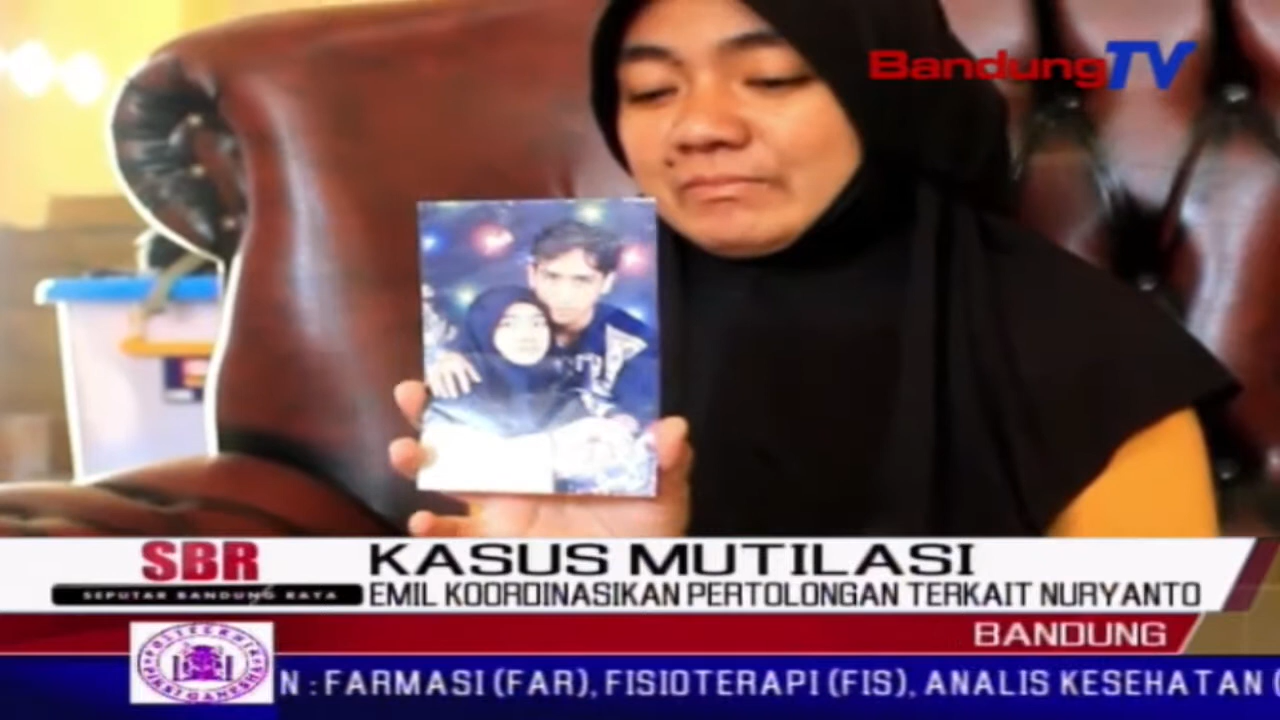 BandungTV
SBR
SEPUTAR BANDUNG RAYA
KASUS MUTILASI
EMIL KOORDINASIKAN PERTOLONGAN TERKAIT NURYANTO
BANDUNG
N : FARMASI (FAR), FISIOTERAPI (FIS), ANALIS KESEHATAN (